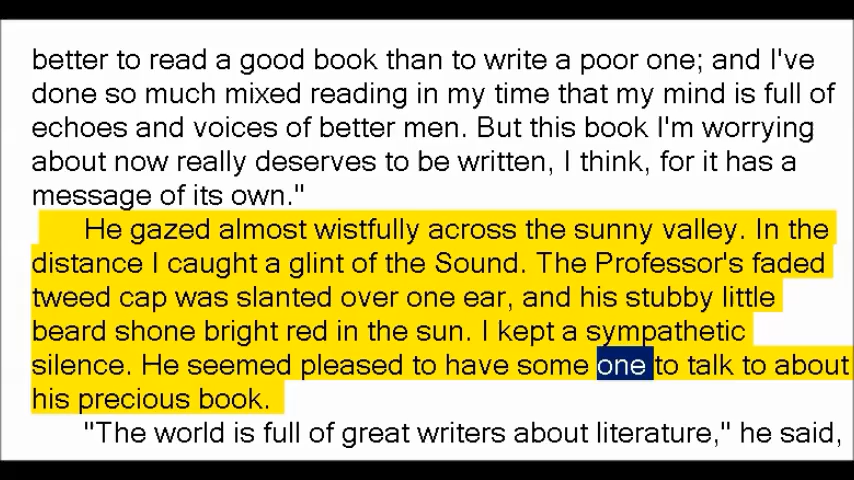 better to read a good book than to write a poor one; and I've
done so much mixed reading in my time that my mind is full of
echoes and voices of better men. But this book I'm worrying
about now really deserves to be written, I think, for it has a
message of its own."
He gazed almost wistfully across the sunny valley. In the
distance I caught a glint of the Sound. The Professor's faded
tweed cap was slanted over one ear, and his stubby little
beard shone bright red in the sun. I kept a sympathetic
silence. He seemed pleased to have some one to talk to about
his precious book.
"The world is full of great writers about literature," he said,